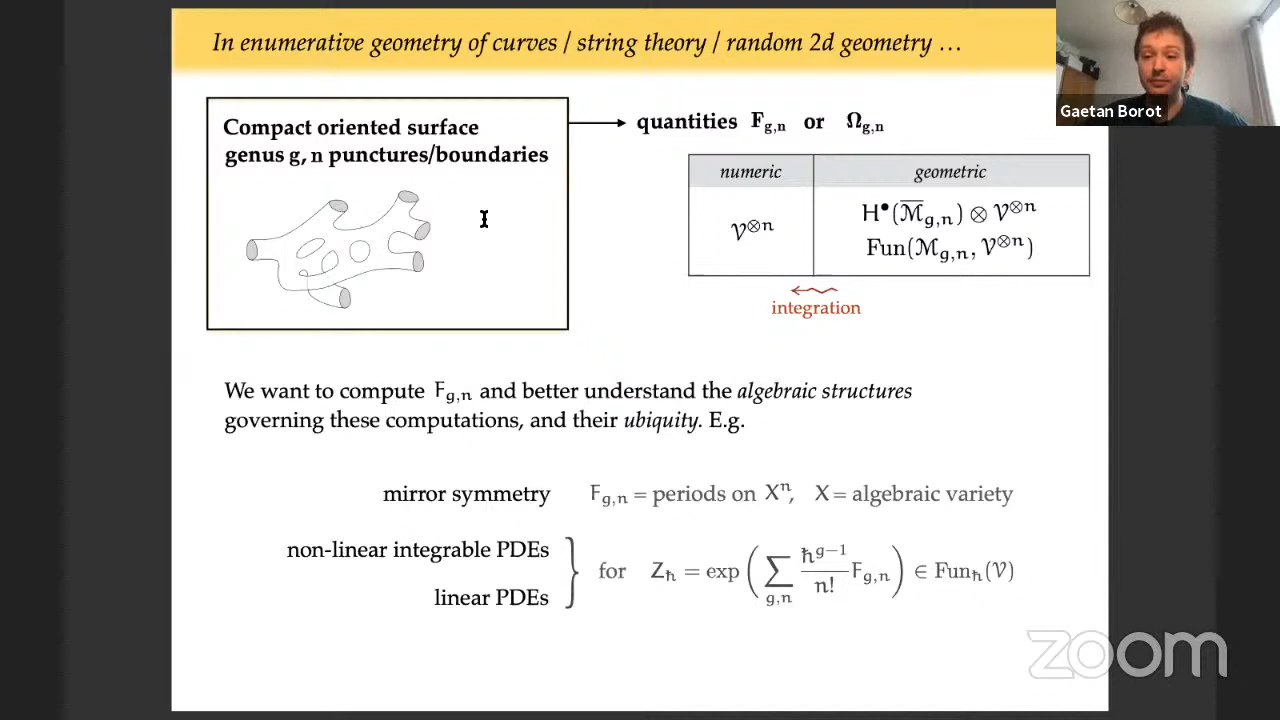 In enumerative geometry of curves / string theory / random 2d geometry …
Gaetan Borot
Compact oriented surface
genus g, n punctures/boundaries
quantities F_{g,n} or Ω_{g,n}
numeric geometric
𝒱^{⊗n}
H^•(\overline{ℳ}_{g,n}) ⊗ 𝒱^{⊗n}
Fun(ℳ_{g,n}, 𝒱^{⊗n})
integration
We want to compute F_{g,n} and better understand the algebraic structures
governing these computations, and their ubiquity. E.g.
mirror symmetry F_{g,n} = periods on X^n, X = algebraic variety
non-linear integrable PDEs
linear PDEs
for Z_ħ = exp(∑_{g,n} ħ^{g−1}/n! F_{g,n}) ∈ Fun_ħ(𝒱)
zoom